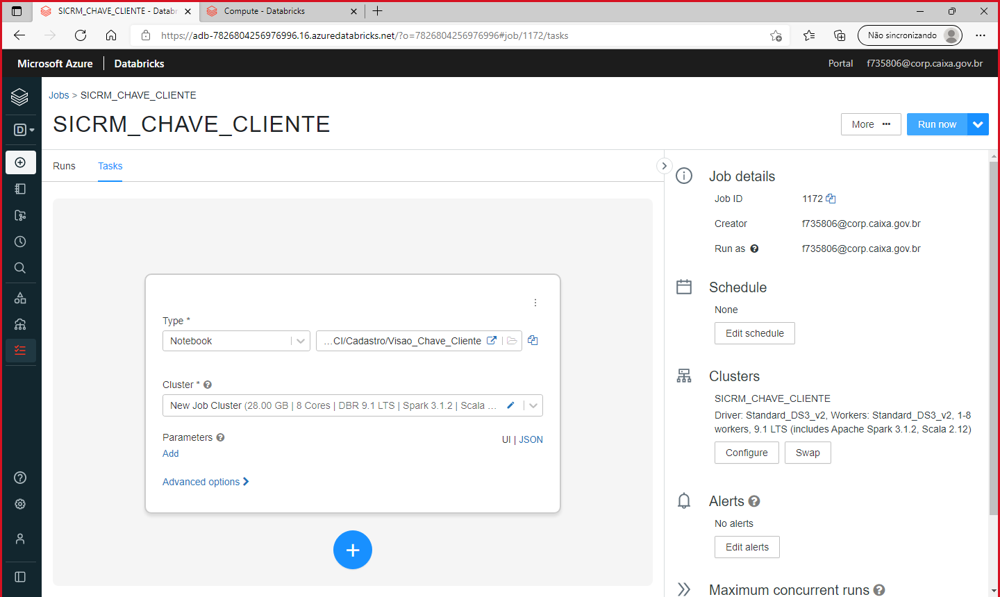 SICRM_CHAVE_CLIENTE - Datab
Compute - Databricks
https://adb-7826804256976996.16.azuredatabricks.net/?o=7826804256976996#job/1172/tasks
Não sincronizando
Microsoft Azure | Databricks
Portal
f735806@corp.caixa.gov.br
D
Jobs > SICRM_CHAVE_CLIENTE
SICRM_CHAVE_CLIENTE
More ···
Run now
Runs
Tasks
Type *
Notebook
...CI/Cadastro/Visao_Chave_Cliente
Cluster *
New Job Cluster (28.00 GB | 8 Cores | DBR 9.1 LTS | Spark 3.1.2 | Scala ...
Parameters
UI | JSON
Add
Advanced options
Job details
Job ID
1172
Creator
f735806@corp.caixa.gov.br
Run as
f735806@corp.caixa.gov.br
Schedule
None
Edit schedule
Clusters
SICRM_CHAVE_CLIENTE
Driver: Standard_DS3_v2, Workers: Standard_DS3_v2, 1-8
workers, 9.1 LTS (includes Apache Spark 3.1.2, Scala 2.12)
Configure
Swap
Alerts
No alerts
Edit alerts
Maximum concurrent runs